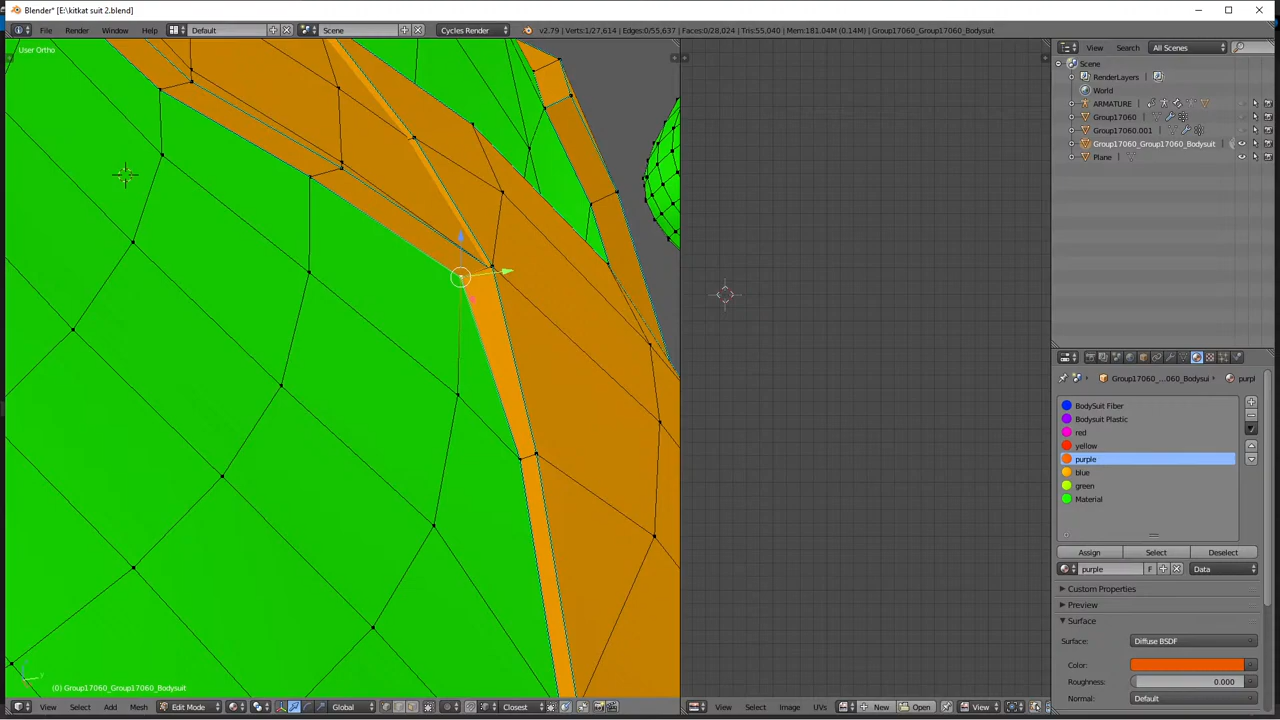 Blender* [E:\kitkat suit 2.blend]
File Render Window Help Default Scene Cycles Render v2.79 | Verts:1/27,614 | Edges:0/55,637 | Faces:0/28,024 | Tris:55,040 | Mem:181.04M (0.14M) | Group17060_Group17060_Bodysuit
View Search All Scenes
User Ortho
Scene
RenderLayers
World
ARMATURE
Group17060
Group17060.001
Group17060_Group17060_Bodysuit
Plane
Group17060_...060_Bodysui
purpl
BodySuit Fiber
Bodysuit Plastic
red
yellow
purple
blue
green
Material
Assign Select Deselect
purple F Data
Custom Properties
Preview
Surface
Surface: Diffuse BSDF
Color:
Roughness: 0.000
Normal: Default
(0) Group17060_Group17060_Bodysuit
View Select Add Mesh Edit Mode Global Closest
View Select Image UVs New Open View